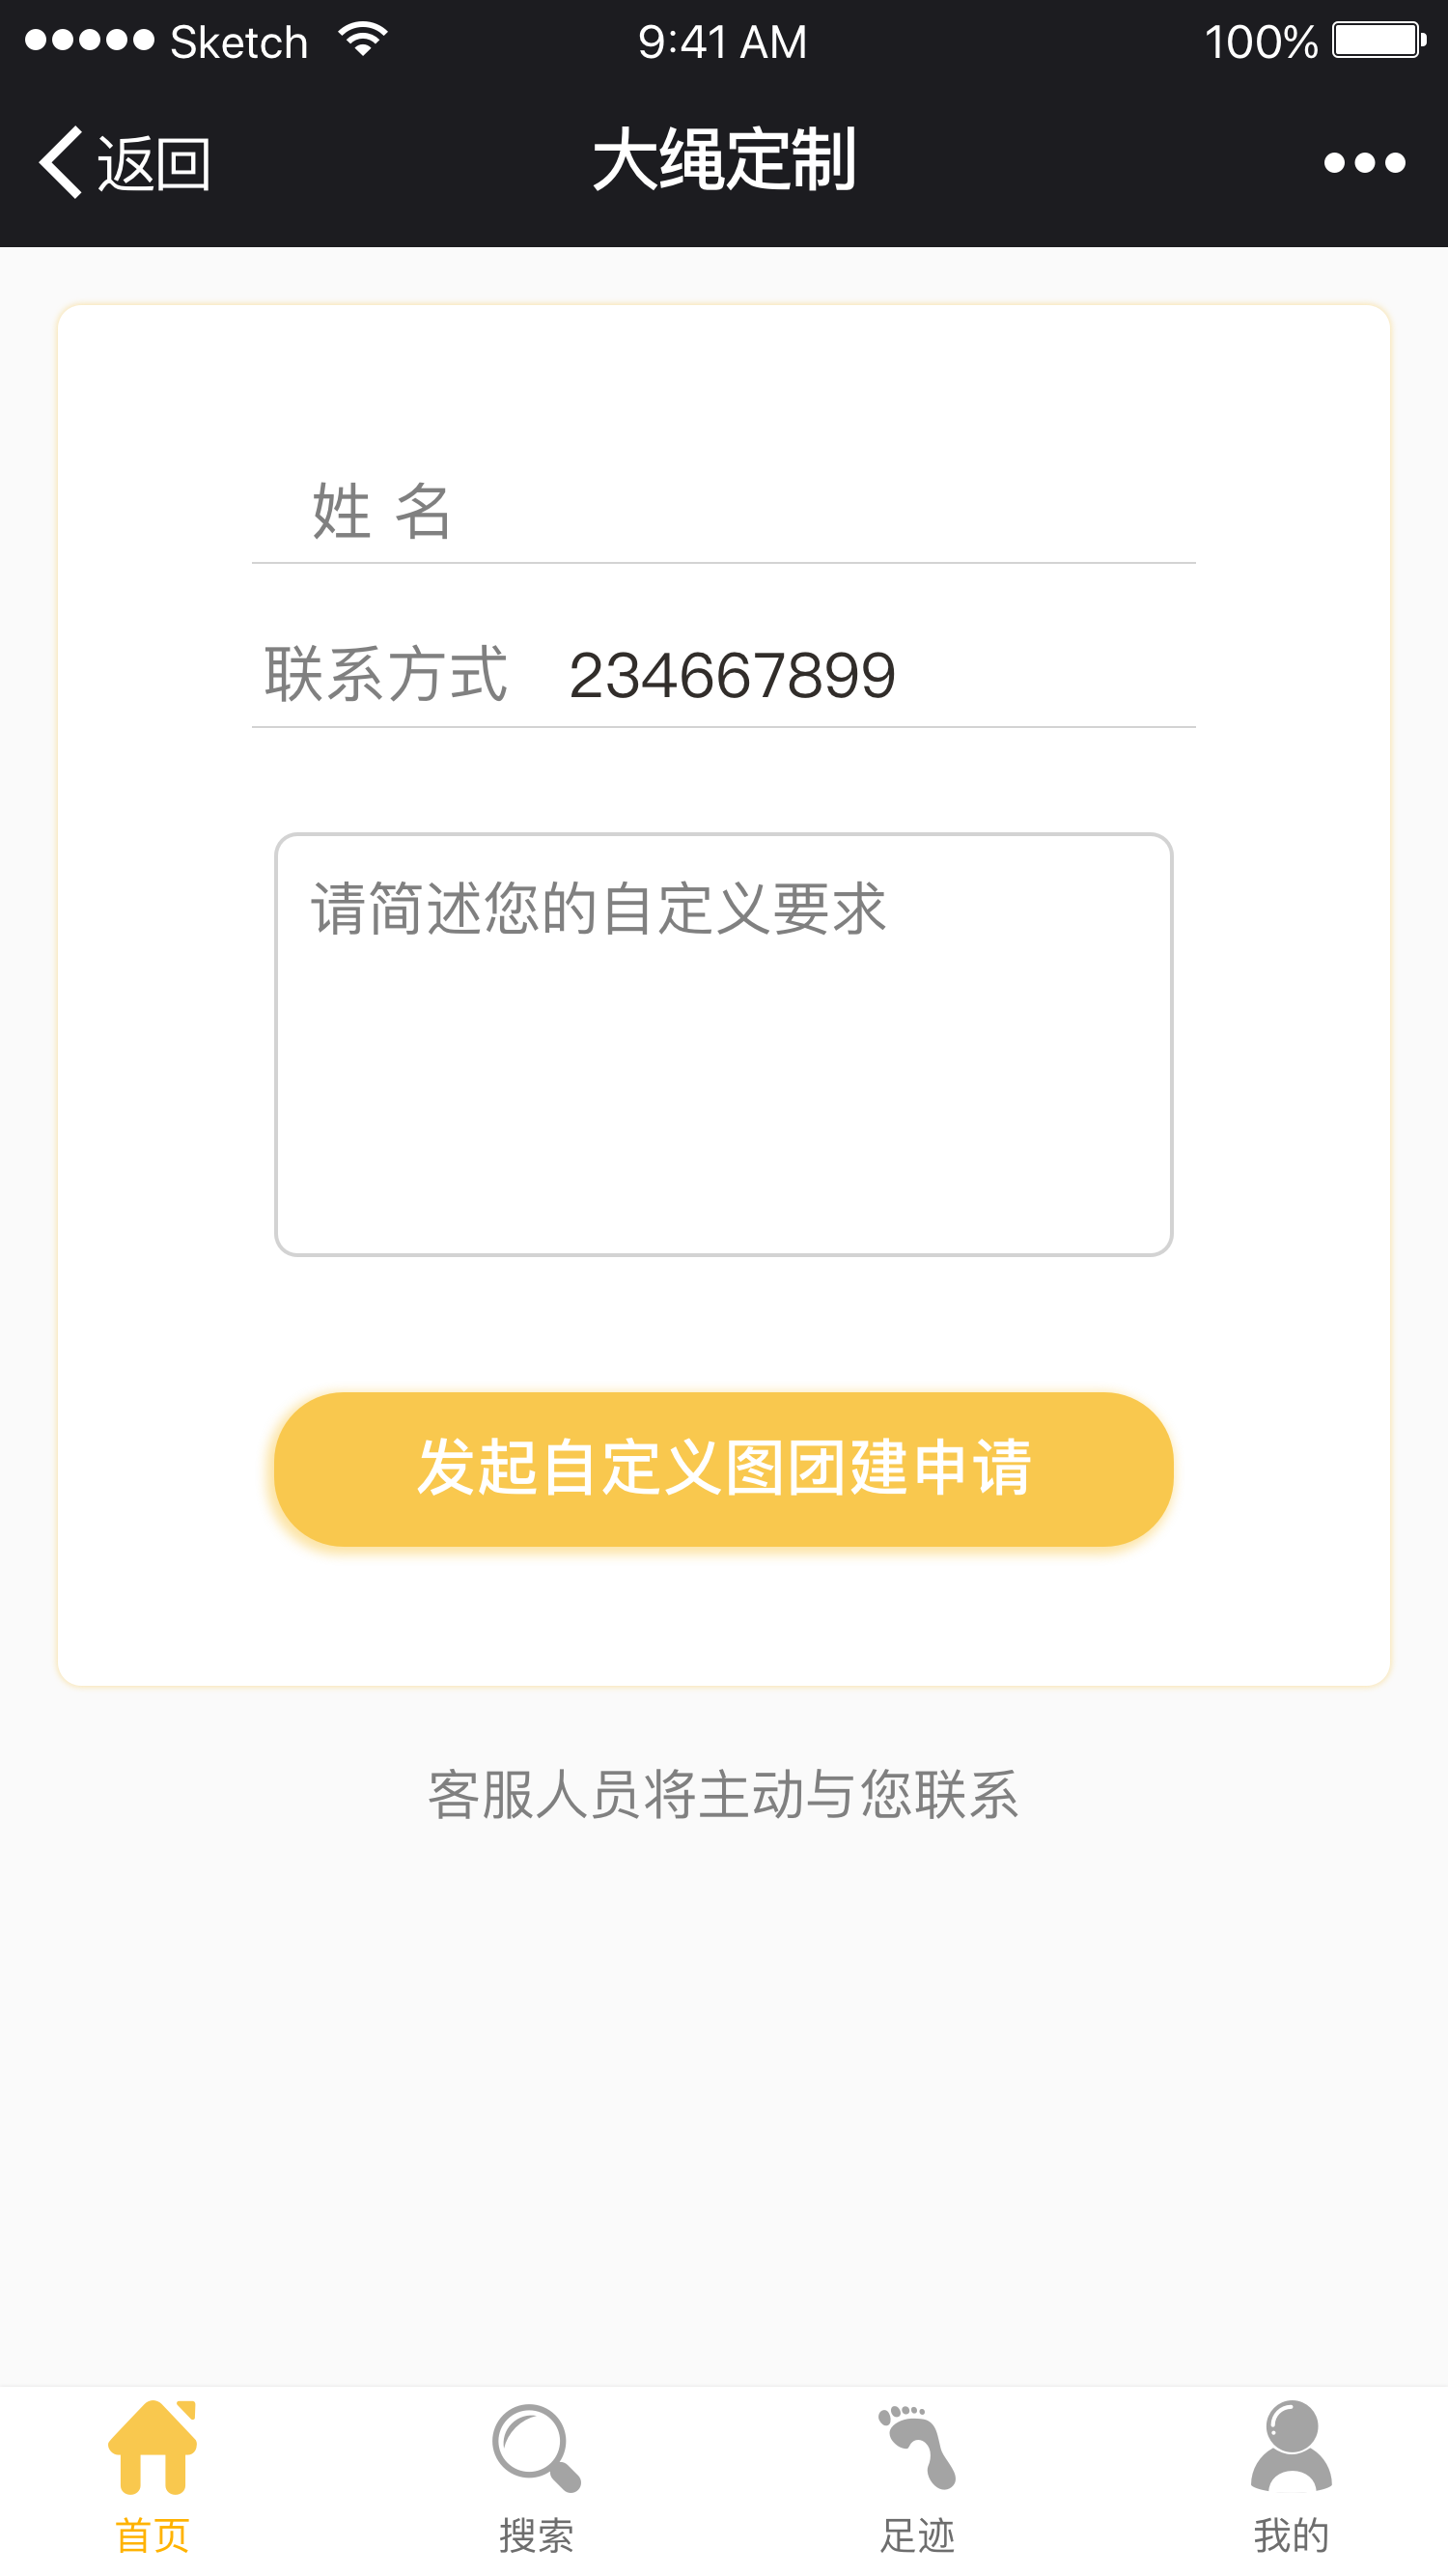 Sketch 9:41 AM 100%
返回 大绳定制
姓 名
联系方式 234667899
请简述您的自定义要求
发起自定义图团建申请
客服人员将主动与您联系
首页 搜索 足迹 我的